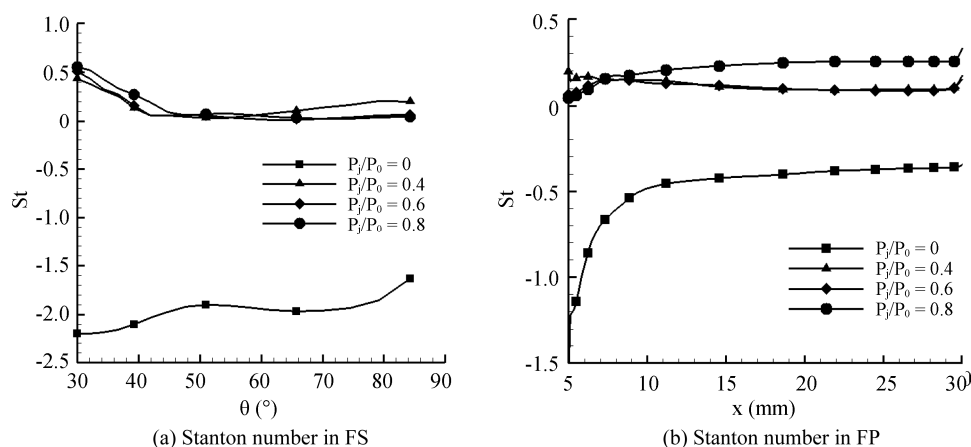 1.0
0.5
0
-0.5
-1.0
-1.5
-2.0
-2.5
St
30
40
50
60
70
80
90
θ (°)
Pⱼ/P₀ = 0
Pⱼ/P₀ = 0.4
Pⱼ/P₀ = 0.6
Pⱼ/P₀ = 0.8
(a) Stanton number in FS
0.5
0
-0.5
-1.0
-1.5
St
5
10
15
20
25
30
x (mm)
Pⱼ/P₀ = 0
Pⱼ/P₀ = 0.4
Pⱼ/P₀ = 0.6
Pⱼ/P₀ = 0.8
(b) Stanton number in FP